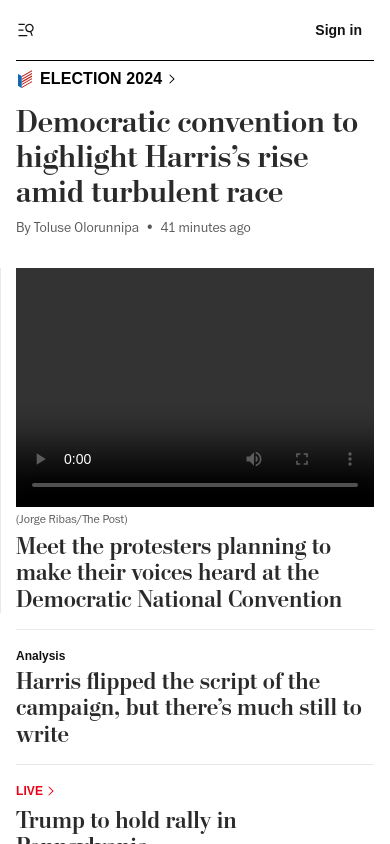 Sign in
ELECTION 2024
Democratic convention to
highlight Harris’s rise
amid turbulent race
By Toluse Olorunnipa • 41 minutes ago
0:00
(Jorge Ribas/The Post)
Meet the protesters planning to
make their voices heard at the
Democratic National Convention
Analysis
Harris flipped the script of the
campaign, but there’s much still to
write
LIVE
Trump to hold rally in
Pennsylvania